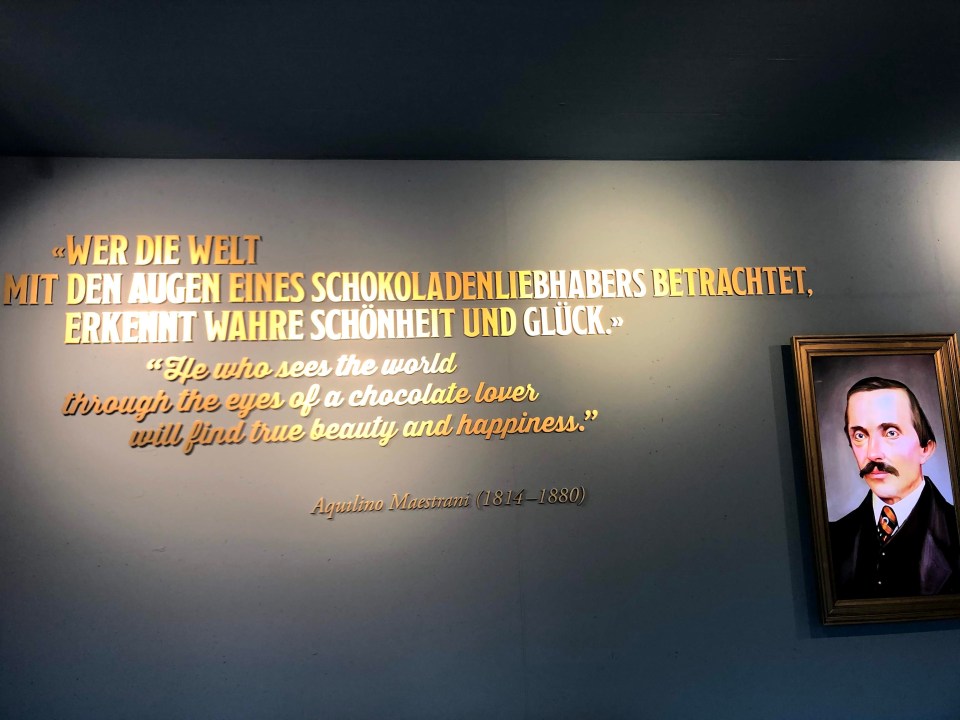 «WER DIE WELT
MIT DEN AUGEN EINES SCHOKOLADENLIEBHABERS BETRACHTET,
ERKENNT WAHRE SCHÖNHEIT UND GLÜCK.»
“He who sees the world
through the eyes of a chocolate lover
will find true beauty and happiness.”
Aquilino Maestrani (1814–1880)